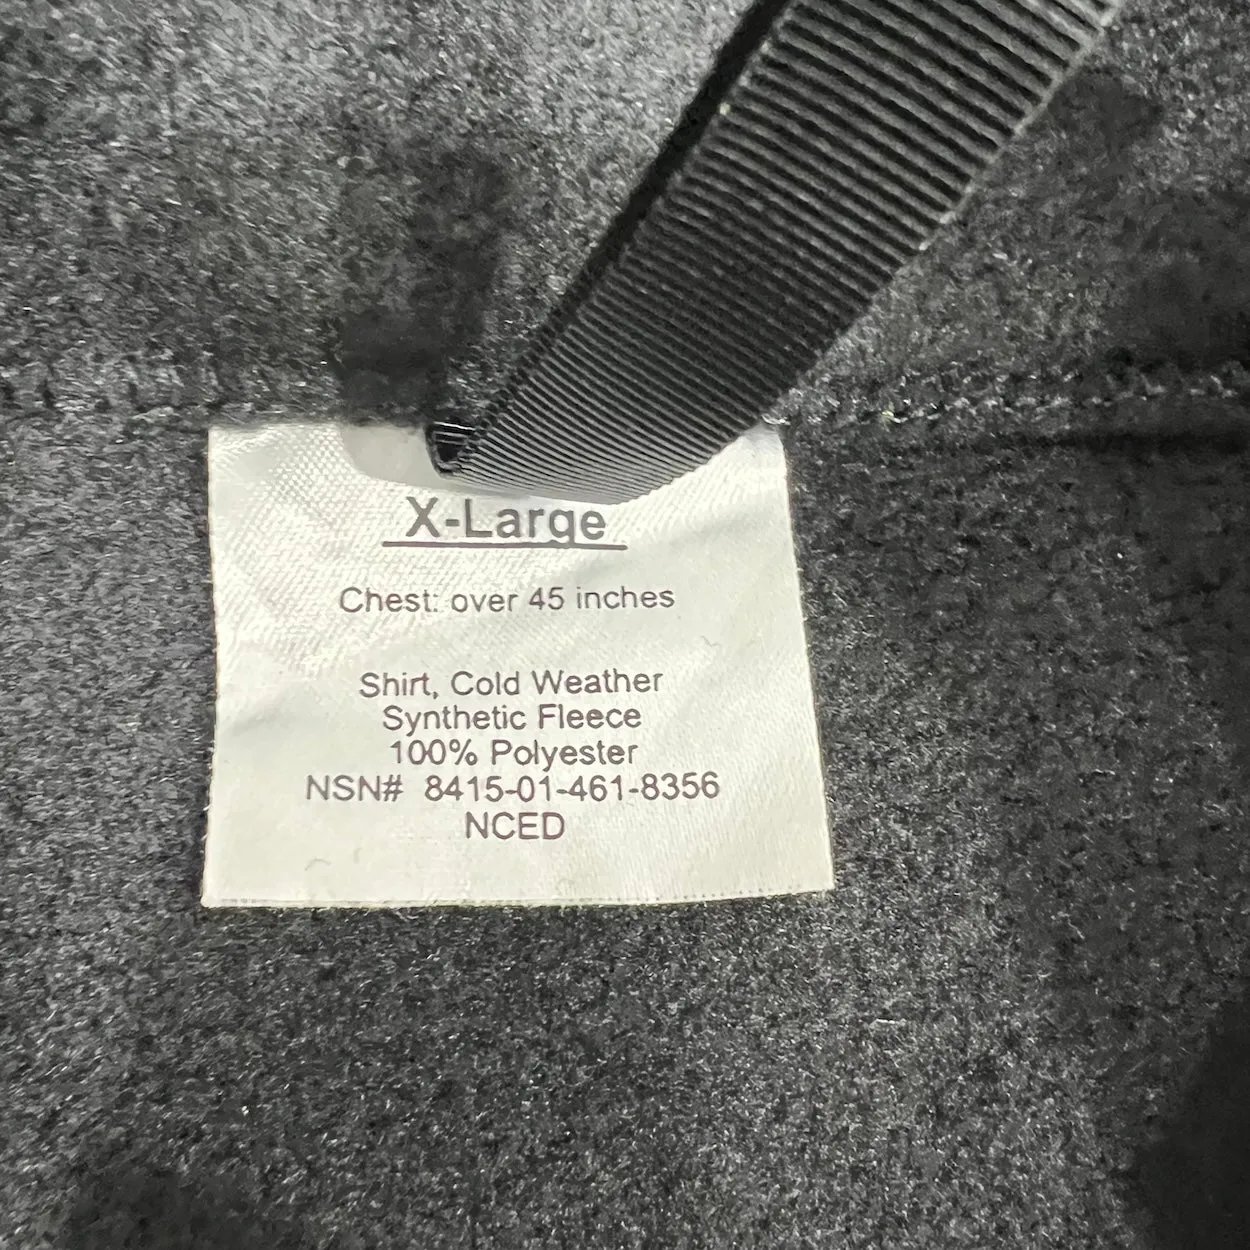 X-Large
Chest: over 45 inches
Shirt, Cold Weather
Synthetic Fleece
100% Polyester
NSN# 8415-01-461-8356
NCED